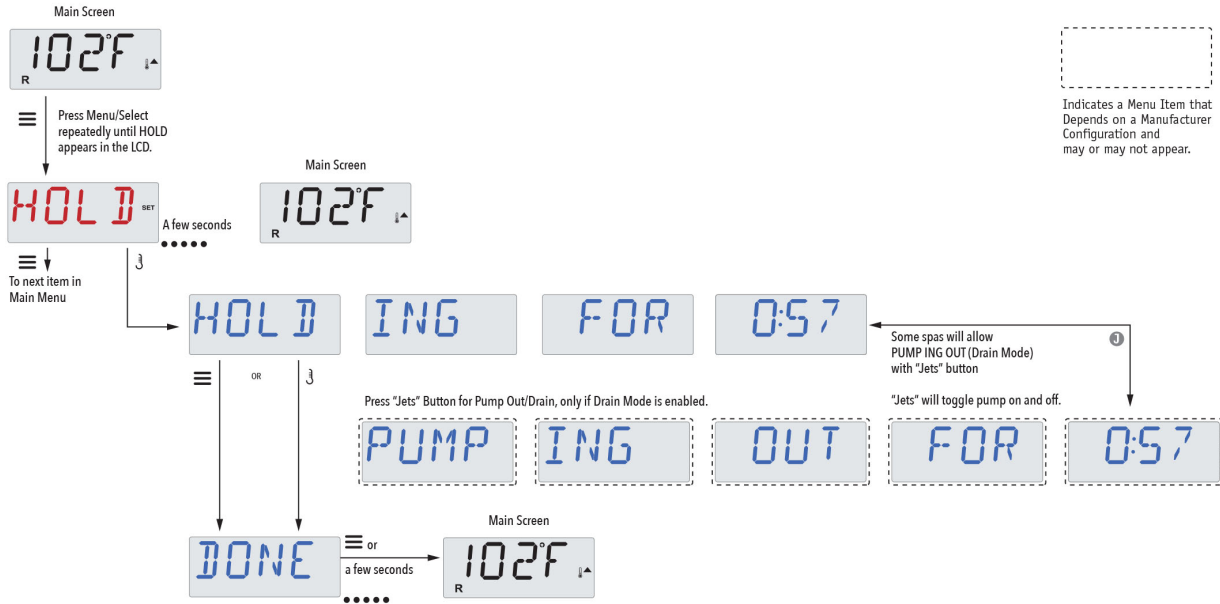 Main Screen
102°F
R
Press Menu/Select
repeatedly until HOLD
appears in the LCD.
Indicates a Menu Item that
Depends on a Manufacturer
Configuration and
may or may not appear.
HOLD SET
A few seconds
Main Screen
102°F
R
To next item in
Main Menu
HOLD
ING
FOR
0:57
Some spas will allow
PUMP ING OUT (Drain Mode)
with "Jets" button
J
OR
Press "Jets" Button for Pump Out/Drain, only if Drain Mode is enabled.
"Jets" will toggle pump on and off.
PUMP
ING
OUT
FOR
0:57
DONE
or
a few seconds
Main Screen
102°F
R